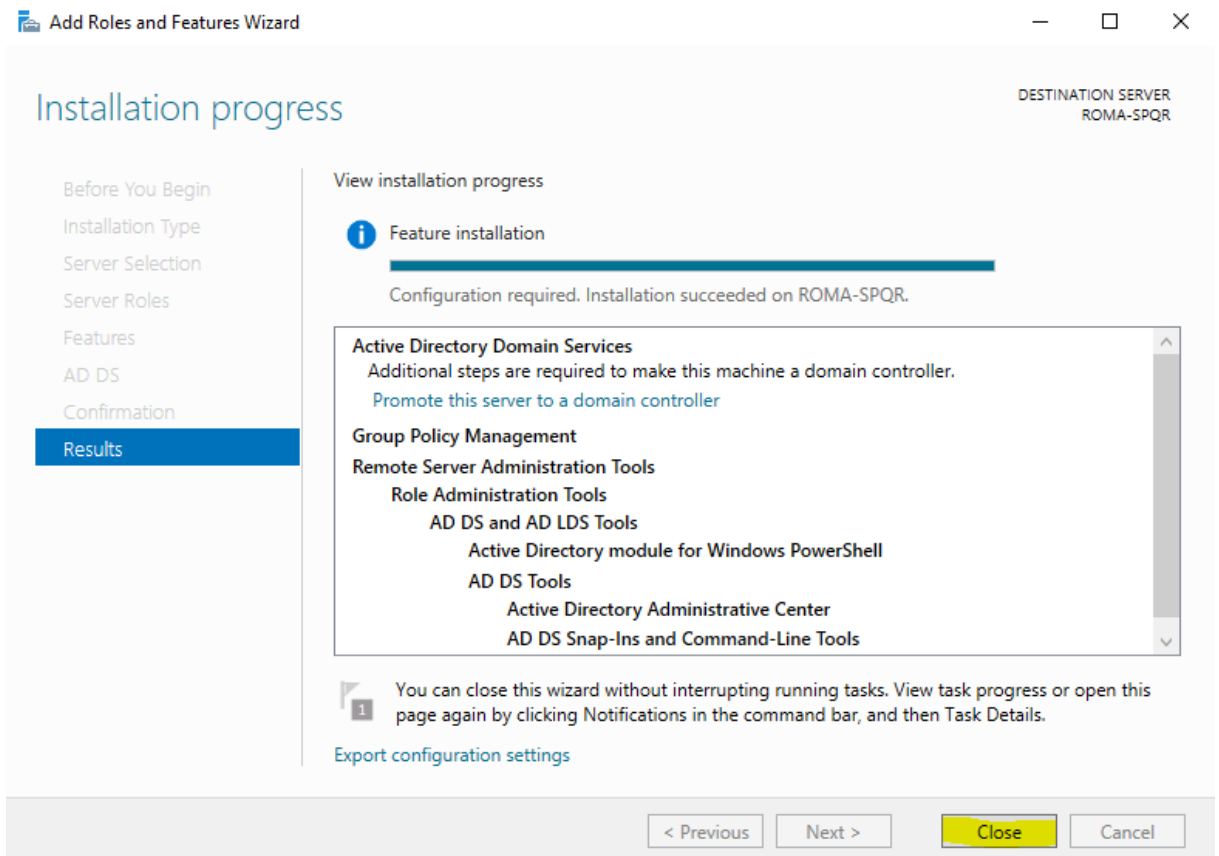 Add Roles and Features Wizard
Installation progress
DESTINATION SERVER
ROMA-SPQR
Before You Begin
Installation Type
Server Selection
Server Roles
Features
AD DS
Confirmation
Results
View installation progress
Feature installation
Configuration required. Installation succeeded on ROMA-SPQR.
Active Directory Domain Services
Additional steps are required to make this machine a domain controller.
Promote this server to a domain controller
Group Policy Management
Remote Server Administration Tools
Role Administration Tools
AD DS and AD LDS Tools
Active Directory module for Windows PowerShell
AD DS Tools
Active Directory Administrative Center
AD DS Snap-Ins and Command-Line Tools
1
You can close this wizard without interrupting running tasks. View task progress or open this
page again by clicking Notifications in the command bar, and then Task Details.
Export configuration settings
< Previous
Next >
Close
Cancel